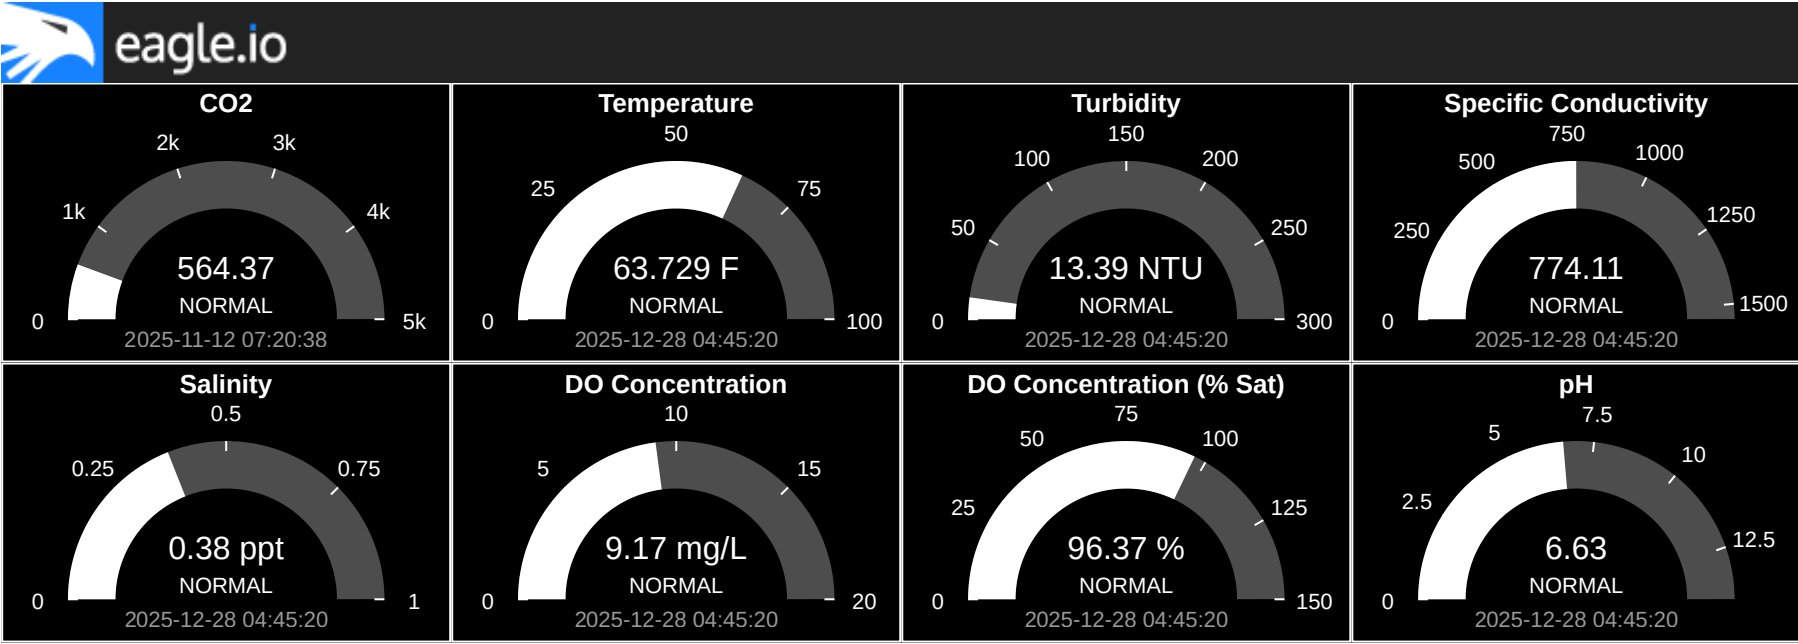 eagle.io
CO2
2k
3k
1k
4k
564.37
NORMAL
0
5k
2025-11-12 07:20:38
Temperature
50
25
75
63.729 F
NORMAL
0
100
2025-12-28 04:45:20
Turbidity
150
100
200
50
250
13.39 NTU
NORMAL
0
300
2025-12-28 04:45:20
Specific Conductivity
750
500
1000
250
1250
774.11
NORMAL
0
1500
2025-12-28 04:45:20
Salinity
0.5
0.25
0.75
0.38 ppt
NORMAL
0
1
2025-12-28 04:45:20
DO Concentration
10
5
15
9.17 mg/L
NORMAL
0
20
2025-12-28 04:45:20
DO Concentration (% Sat)
75
50
100
25
125
96.37 %
NORMAL
0
150
2025-12-28 04:45:20
pH
7.5
5
10
2.5
12.5
6.63
NORMAL
0
2025-12-28 04:45:20